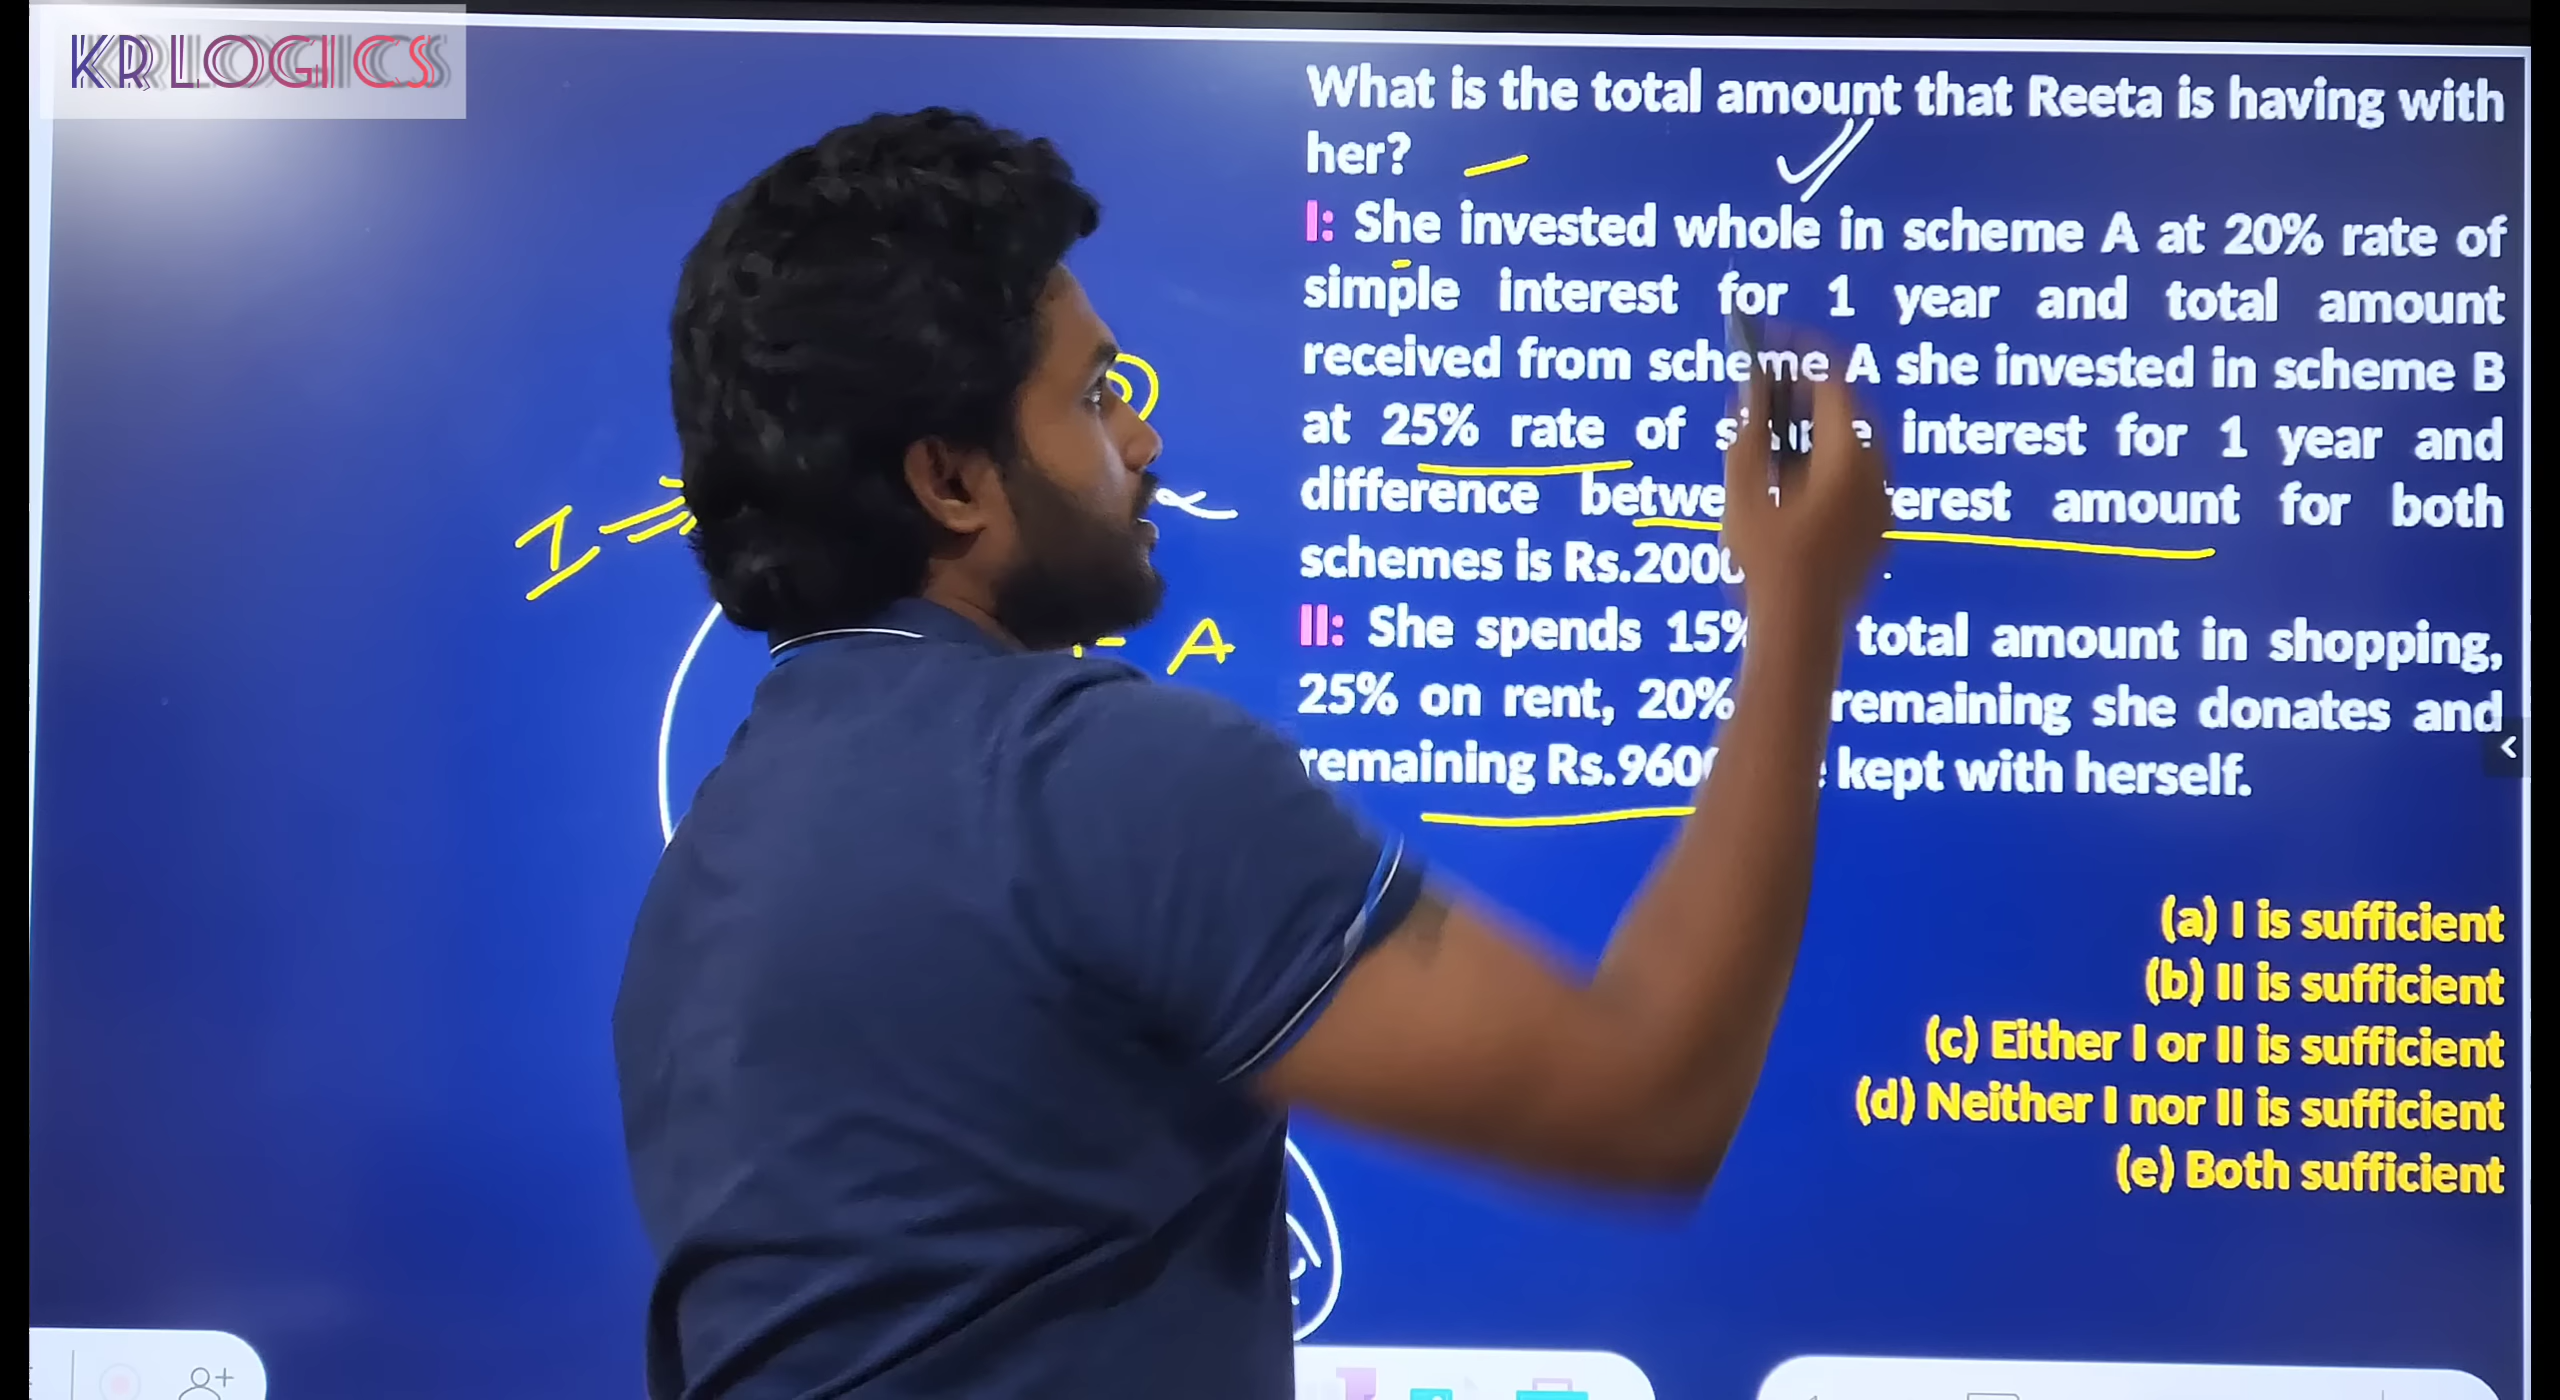 KR LOGICS
What is the total amount that Reeta is having with
her?
I: She invested whole in scheme A at 20% rate of
simple interest for 1 year and total amount
received from scheme A she invested in scheme B
at 25% rate of interest for 1 year and
difference amount for both
schemes is
II: She spends 15% total amount in shopping,
25% on rent, 20% remaining she donates and
remaining kept with herself.
(a) I is sufficient
(b) II is sufficient
(c) Either I or II is sufficient
(d) Neither I nor II is sufficient
(e) Both sufficient
I
A